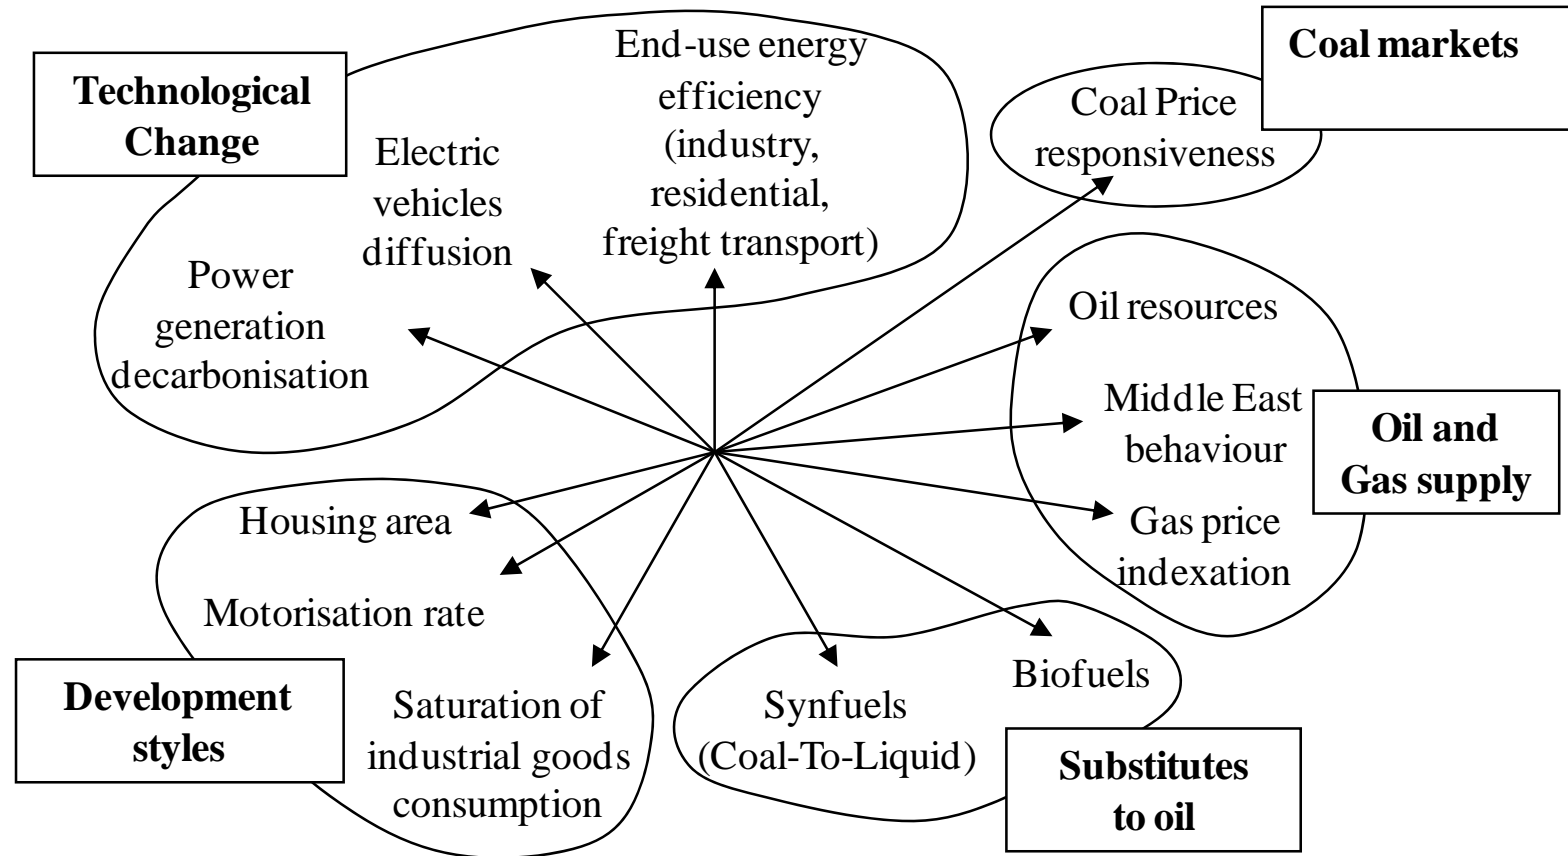 Technological
Change
Electric
vehicles
diffusion
End-use energy
efficiency
(industry,
residential,
freight transport)
Power
generation
decarbonisation
Coal markets
Coal Price
responsiveness
Oil resources
Middle East
behaviour
Gas price
indexation
Oil and
Gas supply
Housing area
Motorisation rate
Saturation of
industrial goods
consumption
Development
styles
Synfuels
(Coal-To-Liquid)
Biofuels
Substitutes
to oil